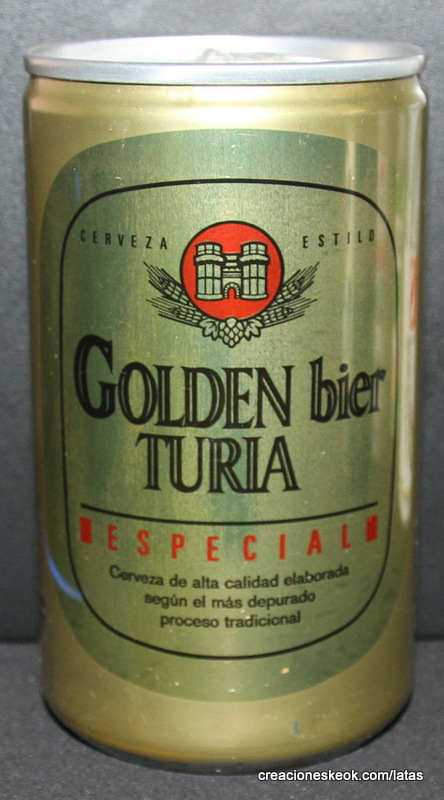 CERVEZA ESTILO
GOLDEN bier
TURIA
ESPECIAL
Cerveza de alta calidad elaborada
según el más depurado
proceso tradicional
creacioneskeok.com/latas